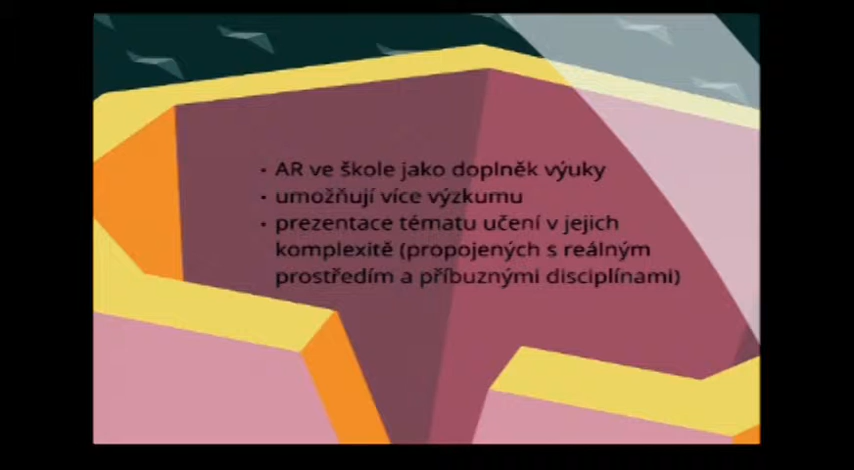 • AR ve škole jako doplněk výuky
• umožňují více výzkumu
• prezentace tématu učení v jejich
komplexitě (propojených s reálným
prostředím a příbuznými disciplínami)